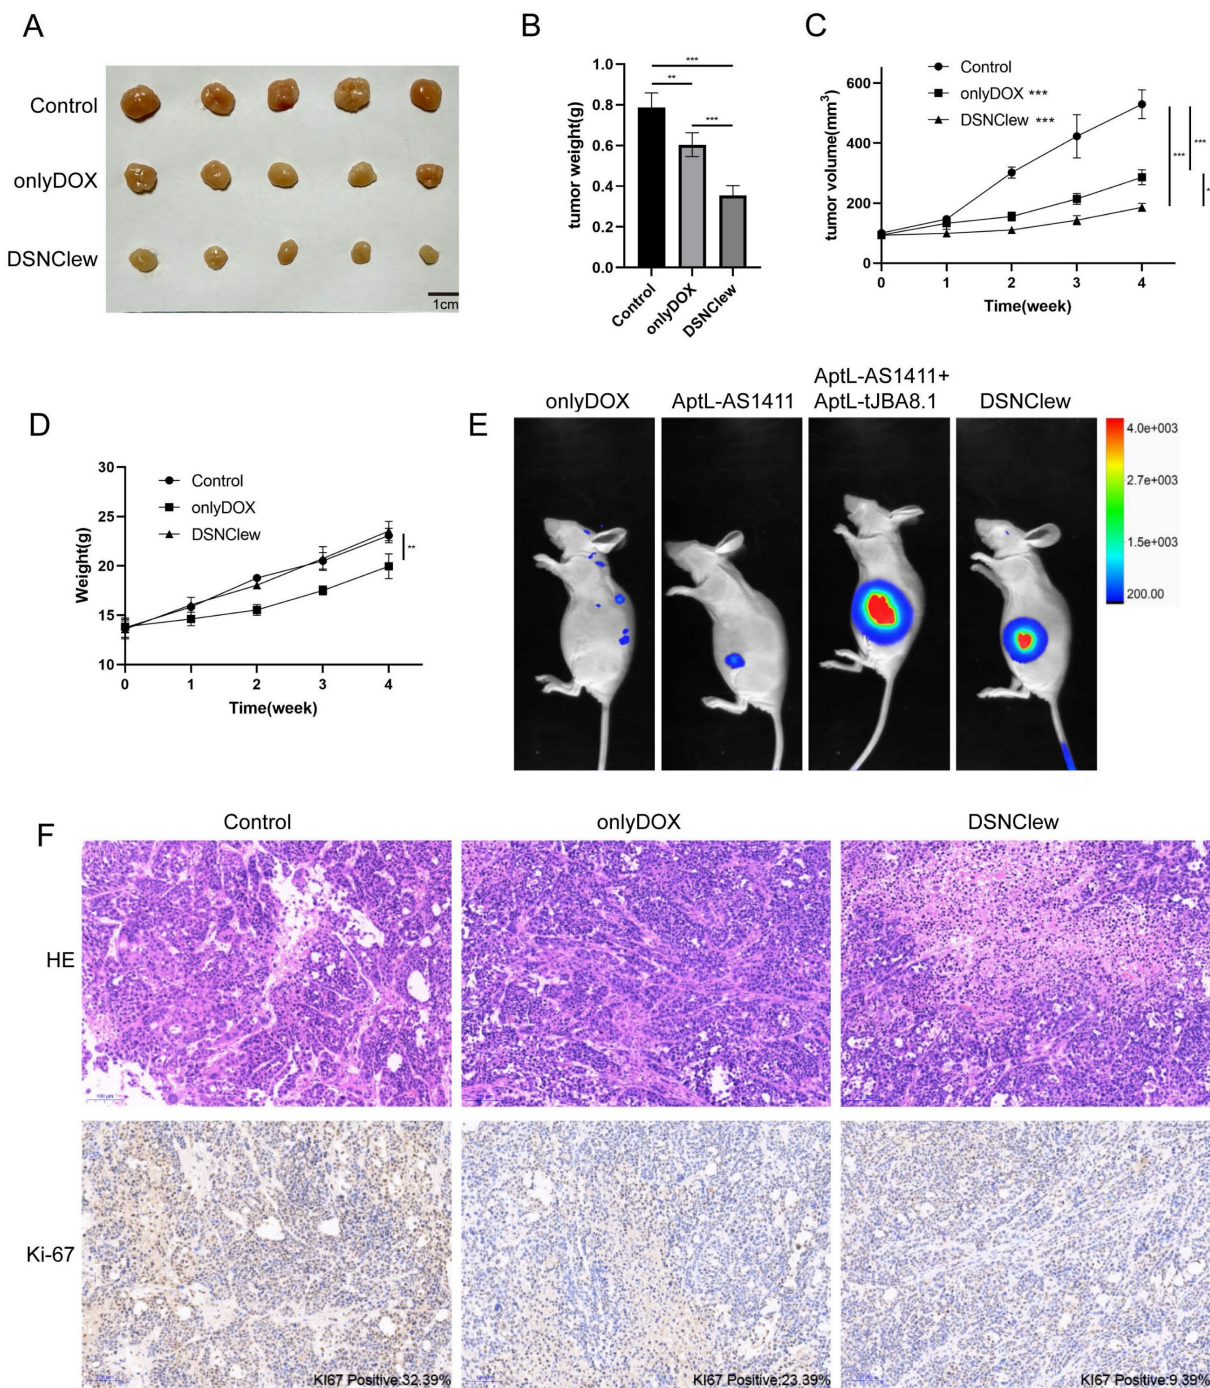 A
Control
onlyDOX
DSNClew
1cm
B
tumor weight(g)
1.0
0.8
0.6
0.4
0.2
0.0
***
**
***
Control
onlyDOX
DSNClew
C
tumor volume(mm³)
600
400
200
0
Control
onlyDOX ***
DSNClew ***
***
***
*
0 1 2 3 4
Time(week)
D
Weight(g)
30
25
20
15
10
Control
onlyDOX
DSNClew
**
0 1 2 3 4
Time(week)
E
onlyDOX
AptL-AS1411
AptL-AS1411+
AptL-tJBA8.1
DSNClew
4.0e+003
2.7e+003
1.5e+003
200.00
F
Control
onlyDOX
DSNClew
HE
100 μm
Ki-67
KI67 Positive:32.39%
KI67 Positive:23.39%
KI67 Positive:9.39%